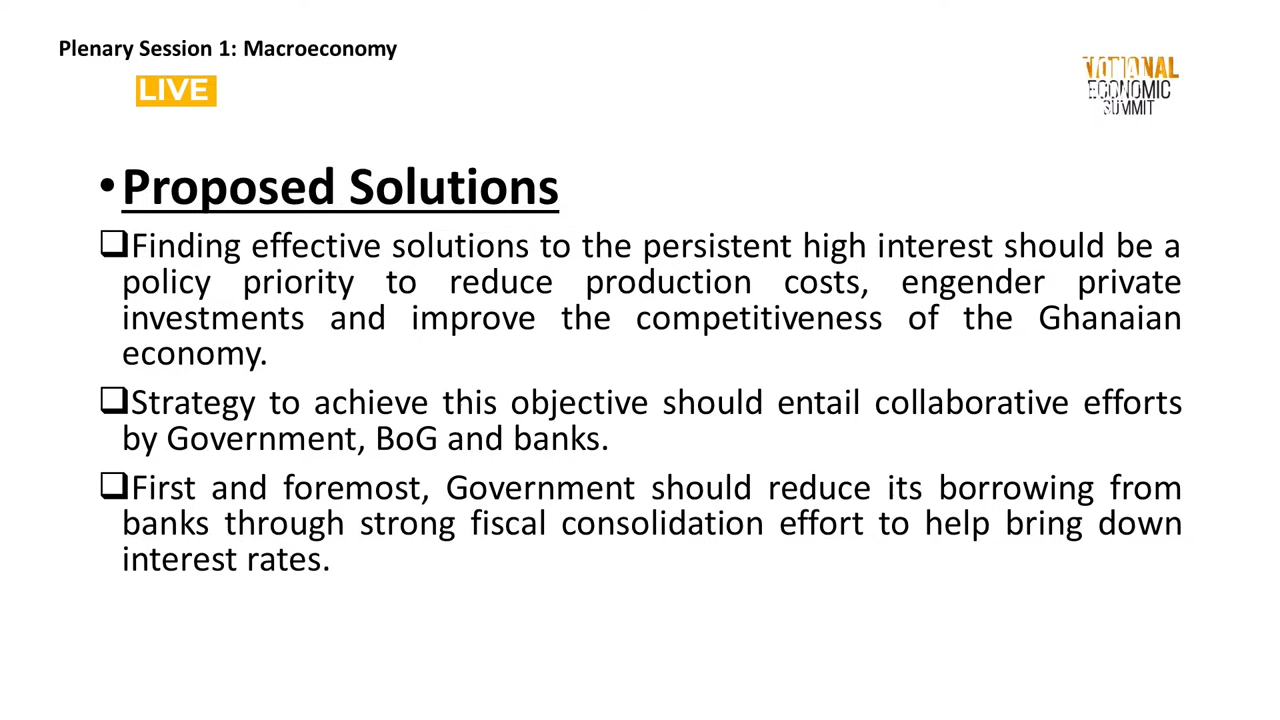 Plenary Session 1: Macroeconomy
LIVE
NATIONAL
ECONOMIC
SUMMIT
•Proposed Solutions
❑Finding effective solutions to the persistent high interest should be a
policy priority to reduce production costs, engender private
investments and improve the competitiveness of the Ghanaian
economy.
❑Strategy to achieve this objective should entail collaborative efforts
by Government, BoG and banks.
❑First and foremost, Government should reduce its borrowing from
banks through strong fiscal consolidation effort to help bring down
interest rates.